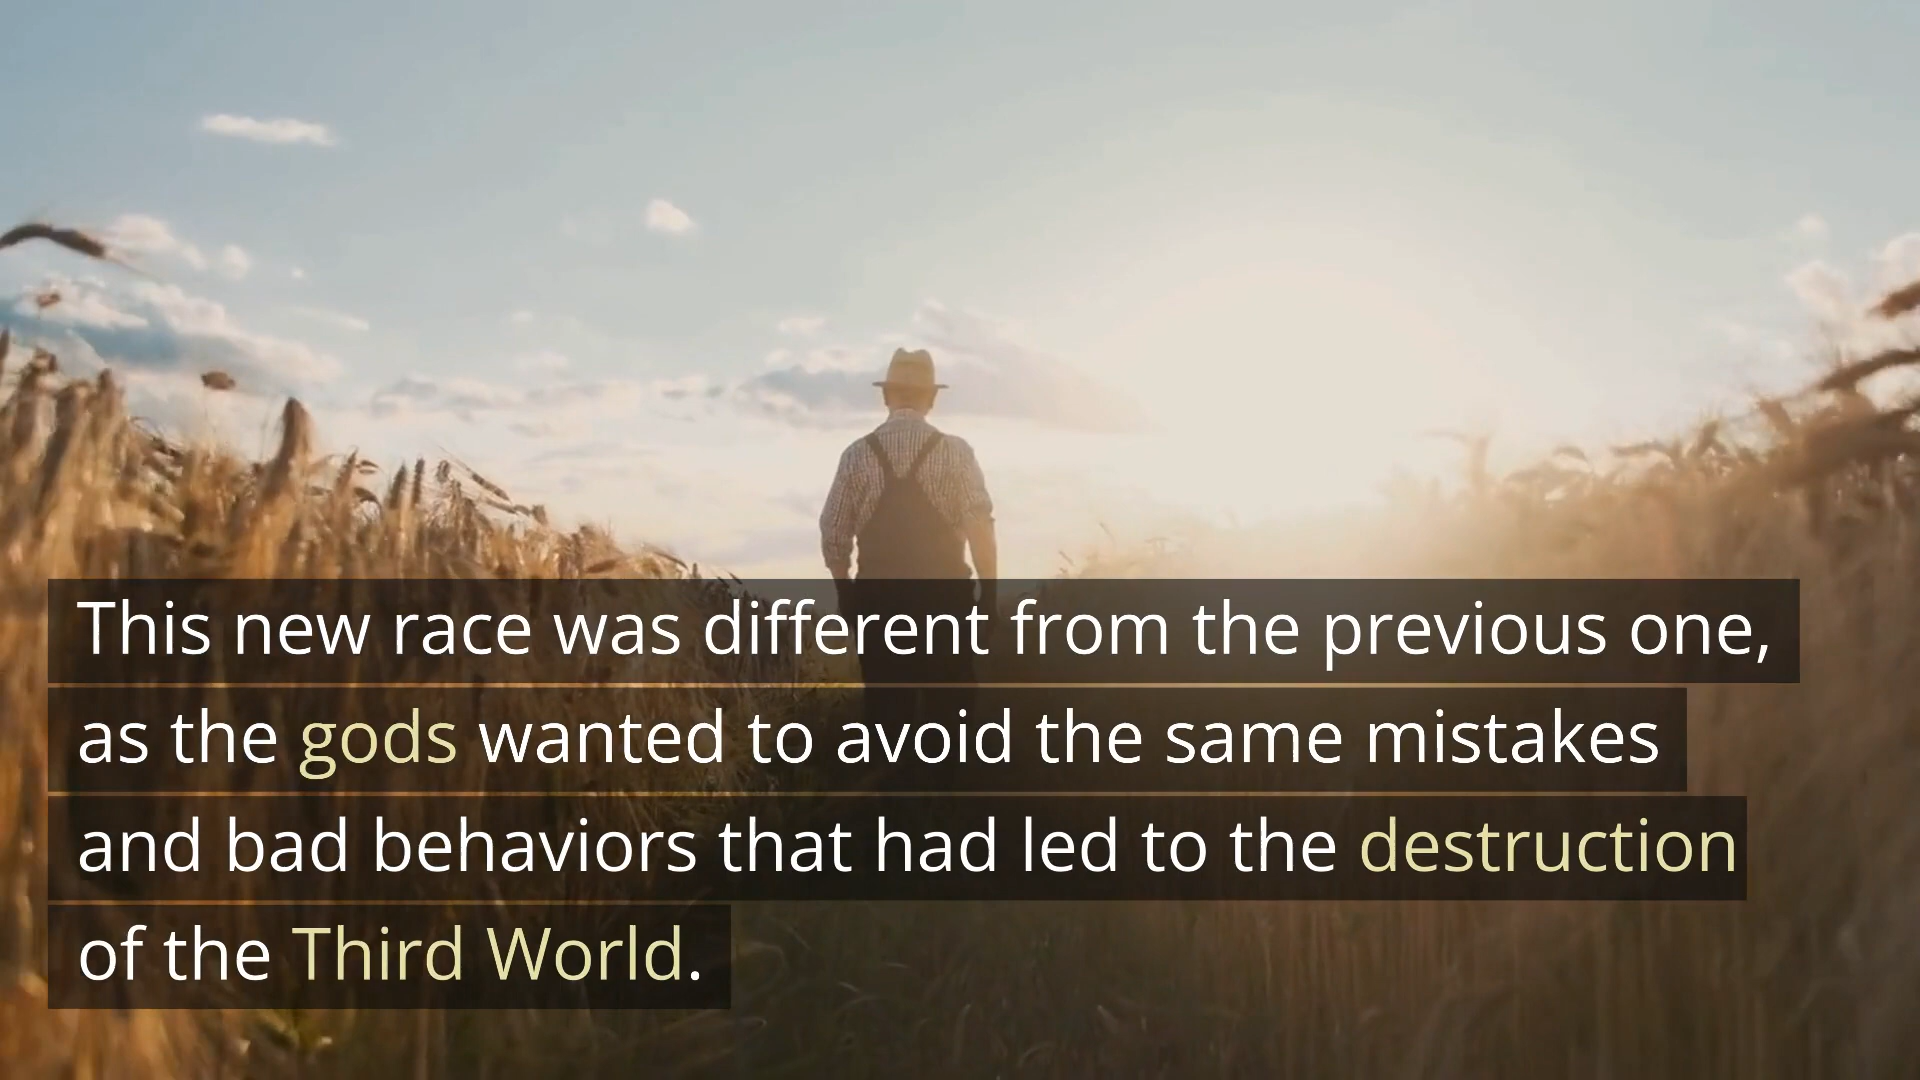 This new race was different from the previous one,
as the gods wanted to avoid the same mistakes
and bad behaviors that had led to the destruction
of the Third World.